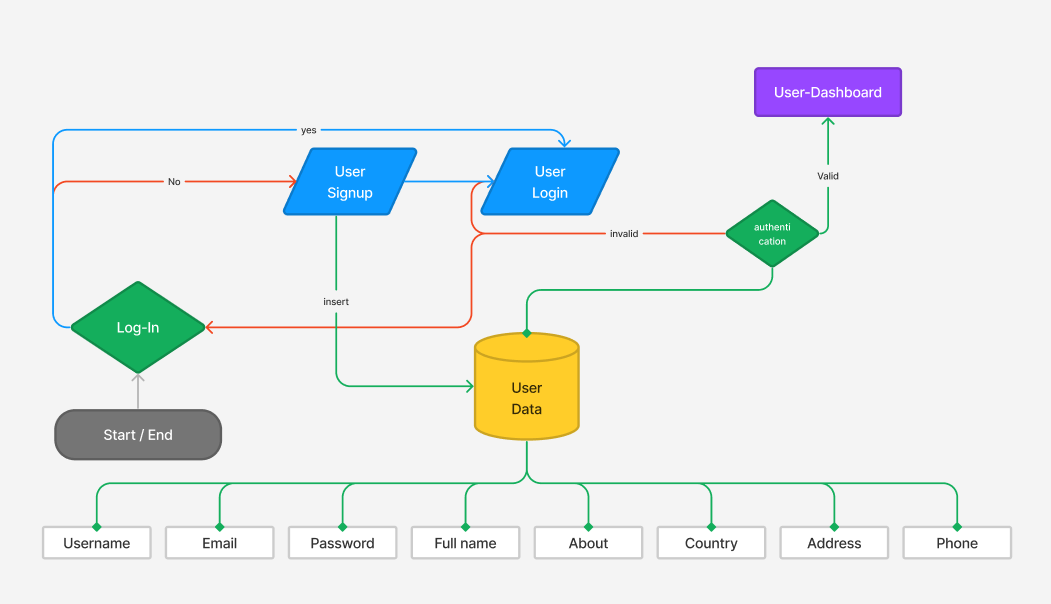 User-Dashboard
yes
User
Signup
User
Login
No
Valid
authenti
cation
invalid
insert
Log-In
User
Data
Start / End
Username
Email
Password
Full name
About
Country
Address
Phone